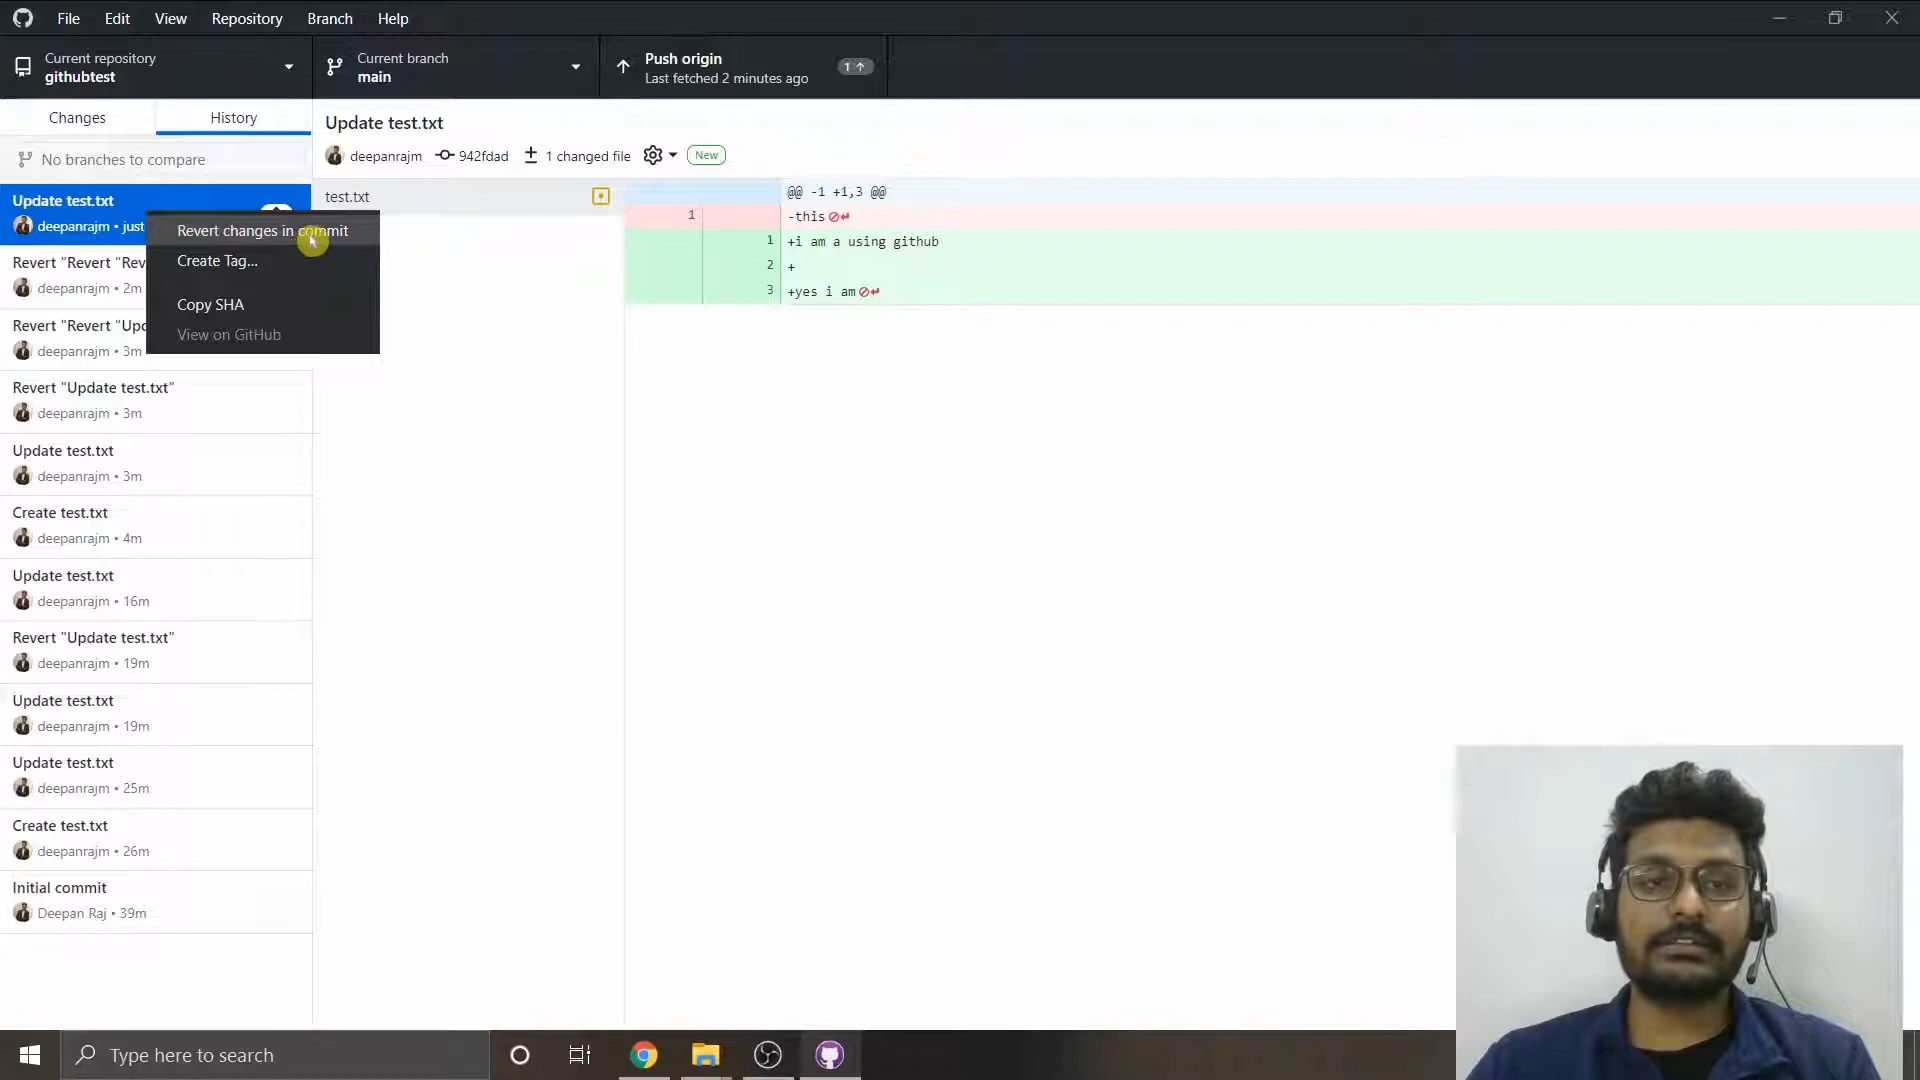 File Edit View Repository Branch Help
Current repository
githubtest
Current branch
main
Push origin
Last fetched 2 minutes ago
1
Changes
History
No branches to compare
Update test.txt
deepanrajm • just
Revert "Revert "Rev
deepanrajm • 2m
Revert "Revert "Upd
deepanrajm • 3m
Revert "Update test.txt"
deepanrajm • 3m
Update test.txt
deepanrajm • 3m
Create test.txt
deepanrajm • 4m
Update test.txt
deepanrajm • 16m
Revert "Update test.txt"
deepanrajm • 19m
Update test.txt
deepanrajm • 19m
Update test.txt
deepanrajm • 25m
Create test.txt
deepanrajm • 26m
Initial commit
Deepan Raj • 39m
Revert changes in commit
Create Tag...
Copy SHA
View on GitHub
Update test.txt
deepanrajm 942fdad 1 changed file New
test.txt
@@ -1 +1,3 @@
1 -this
1 +i am a using github
2 +
3 +yes i am
Type here to search